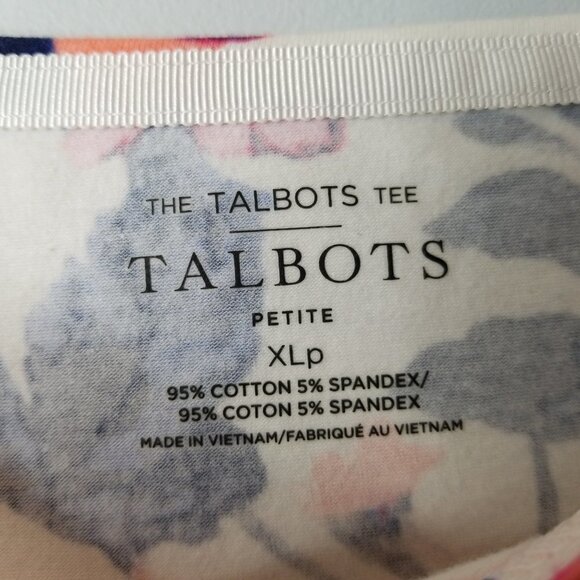 THE TALBOTS TEE
TALBOTS
PETITE
XLp
95% COTTON 5% SPANDEX/
95% COTON 5% SPANDEX
MADE IN VIETNAM/FABRIQUÉ AU VIETNAM